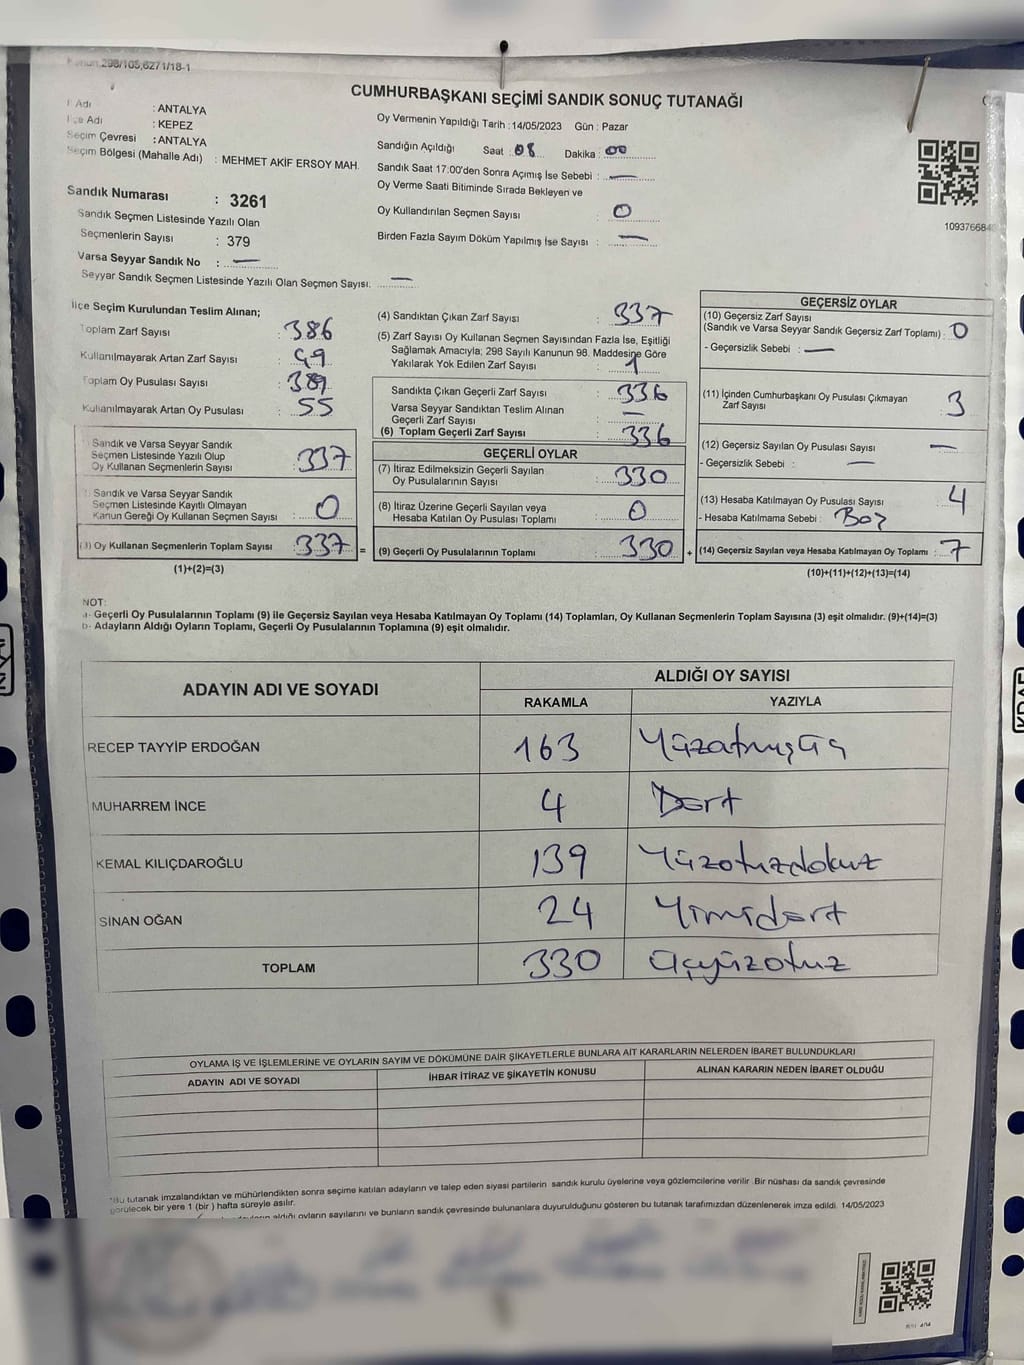 Kanun,298/105,6271/18-1
CUMHURBAŞKANI SEÇİMİ SANDIK SONUÇ TUTANAĞI
İl Adı : ANTALYA
İlçe Adı : KEPEZ
Seçim Çevresi : ANTALYA
Seçim Bölgesi (Mahalle Adı) : MEHMET AKİF ERSOY MAH.
Sandık Numarası : 3261
Sandık Seçmen Listesinde Yazılı Olan
Seçmenlerin Sayısı : 379
Varsa Seyyar Sandık No : —
Seyyar Sandık Seçmen Listesinde Yazılı Olan Seçmen Sayısı. —
Oy Vermenin Yapıldığı Tarih : 14/05/2023 Gün : Pazar
Sandığın Açıldığı Saat : 08 Dakika : 00
Sandık Saat 17:00'den Sonra Açımış İse Sebebi : —
Oy Verme Saati Bitiminde Sırada Bekleyen ve
Oy Kullandırılan Seçmen Sayısı : 0
Birden Fazla Sayım Döküm Yapılmış İse Sayısı : —
1093766840
İlçe Seçim Kurulundan Teslim Alınan;
Toplam Zarf Sayısı : 386
Kullanılmayarak Artan Zarf Sayısı : 49
Toplam Oy Pusulası Sayısı : 389
Kullanılmayarak Artan Oy Pusulası : 55
Sandık ve Varsa Seyyar Sandık
Seçmen Listesinde Yazılı Olup
Oy Kullanan Seçmenlerin Sayısı : 337
Sandık ve Varsa Seyyar Sandık
Seçmen Listesinde Kayıtlı Olmayan
Kanun Gereği Oy Kullanan Seçmen Sayısı : 0
(3) Oy Kullanan Seçmenlerin Toplam Sayısı : 337 =
(1)+(2)=(3)
(4) Sandıktan Çıkan Zarf Sayısı : 337
(5) Zarf Sayısı Oy Kullanan Seçmen Sayısından Fazla İse, Eşitliği
Sağlamak Amacıyla; 298 Sayılı Kanunun 98. Maddesine Göre
Yakılarak Yok Edilen Zarf Sayısı : 1
Sandıkta Çıkan Geçerli Zarf Sayısı : 336
Varsa Seyyar Sandıktan Teslim Alınan
Geçerli Zarf Sayısı : —
(6) Toplam Geçerli Zarf Sayısı : 336
GEÇERLİ OYLAR
(7) İtiraz Edilmeksizin Geçerli Sayılan
Oy Pusulalarının Sayısı : 330
(8) İtiraz Üzerine Geçerli Sayılan veya
Hesaba Katılan Oy Pusulası Toplamı : 0
(9) Geçerli Oy Pusulalarının Toplamı : 330 +
GEÇERSİZ OYLAR
(10) Geçersiz Zarf Sayısı
(Sandık ve Varsa Seyyar Sandık Geçersiz Zarf Toplamı) : 0
- Geçersizlik Sebebi : —
(11) İçinden Cumhurbaşkanı Oy Pusulası Çıkmayan
Zarf Sayısı : 3
(12) Geçersiz Sayılan Oy Pusulası Sayısı : —
- Geçersizlik Sebebi : —
(13) Hesaba Katılmayan Oy Pusulası Sayısı : 4
- Hesaba Katılmama Sebebi : Boş
(14) Geçersiz Sayılan veya Hesaba Katılmayan Oy Toplamı : 7
(10)+(11)+(12)+(13)=(14)
NOT:
a- Geçerli Oy Pusulalarının Toplamı (9) ile Geçersiz Sayılan veya Hesaba Katılmayan Oy Toplamı (14) Toplamları, Oy Kullanan Seçmenlerin Toplam Sayısına (3) eşit olmalıdır. (9)+(14)=(3)
b- Adayların Aldığı Oyların Toplamı, Geçerli Oy Pusulalarının Toplamına (9) eşit olmalıdır.
ADAYIN ADI VE SOYADI
ALDIĞI OY SAYISI
RAKAMLA YAZIYLA
RECEP TAYYİP ERDOĞAN 163 Yüzatmışüç
MUHARREM İNCE 4 Dört
KEMAL KILIÇDAROĞLU 139 Yüzotuzdokuz
SİNAN OĞAN 24 Yirmidört
TOPLAM 330 Üçyüzotuz
OYLAMA İŞ VE İŞLEMLERİNE VE OYLARIN SAYIM VE DÖKÜMÜNE DAİR ŞİKAYETLERLE BUNLARA AİT KARARLARIN NELERDEN İBARET BULUNDUKLARI
ADAYIN ADI VE SOYADI İHBAR İTİRAZ VE ŞİKAYETİN KONUSU ALINAN KARARIN NEDEN İBARET OLDUĞU
*Bu tutanak imzalandıktan ve mühürlendikten sonra seçime katılan adayların ve talep eden siyasi partilerin sandık kurulu üyelerine veya gözlemcilerine verilir. Bir nüshası da sandık çevresinde
görülecek bir yere 1 (bir) hafta süreyle asılır.
aldığı oyların sayılarını ve bunların sandık çevresinde bulunanlara duyurulduğunu gösteren bu tutanak tarafımızdan düzenlenerek imza edildi. 14/05/2023